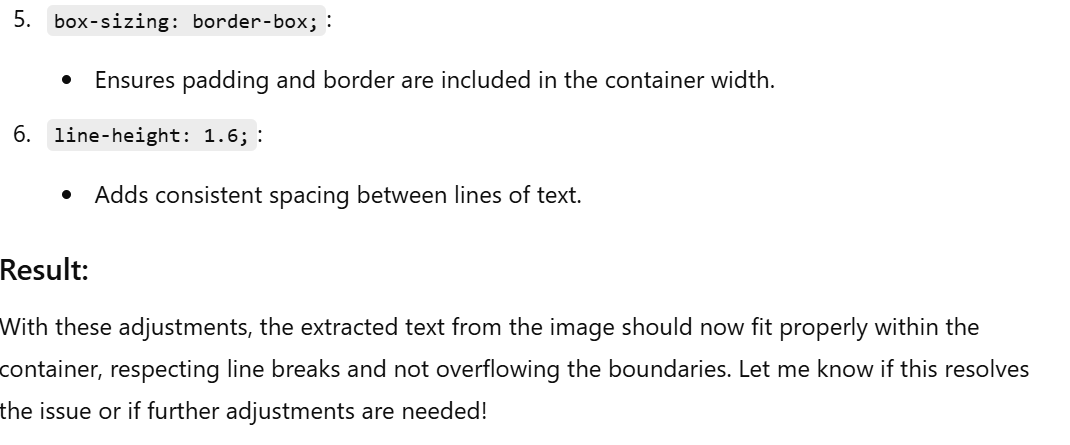 5. box-sizing: border-box; :
• Ensures padding and border are included in the container width.
6. line-height: 1.6; :
• Adds consistent spacing between lines of text.
Result:
With these adjustments, the extracted text from the image should now fit properly within the
container, respecting line breaks and not overflowing the boundaries. Let me know if this resolves
the issue or if further adjustments are needed!